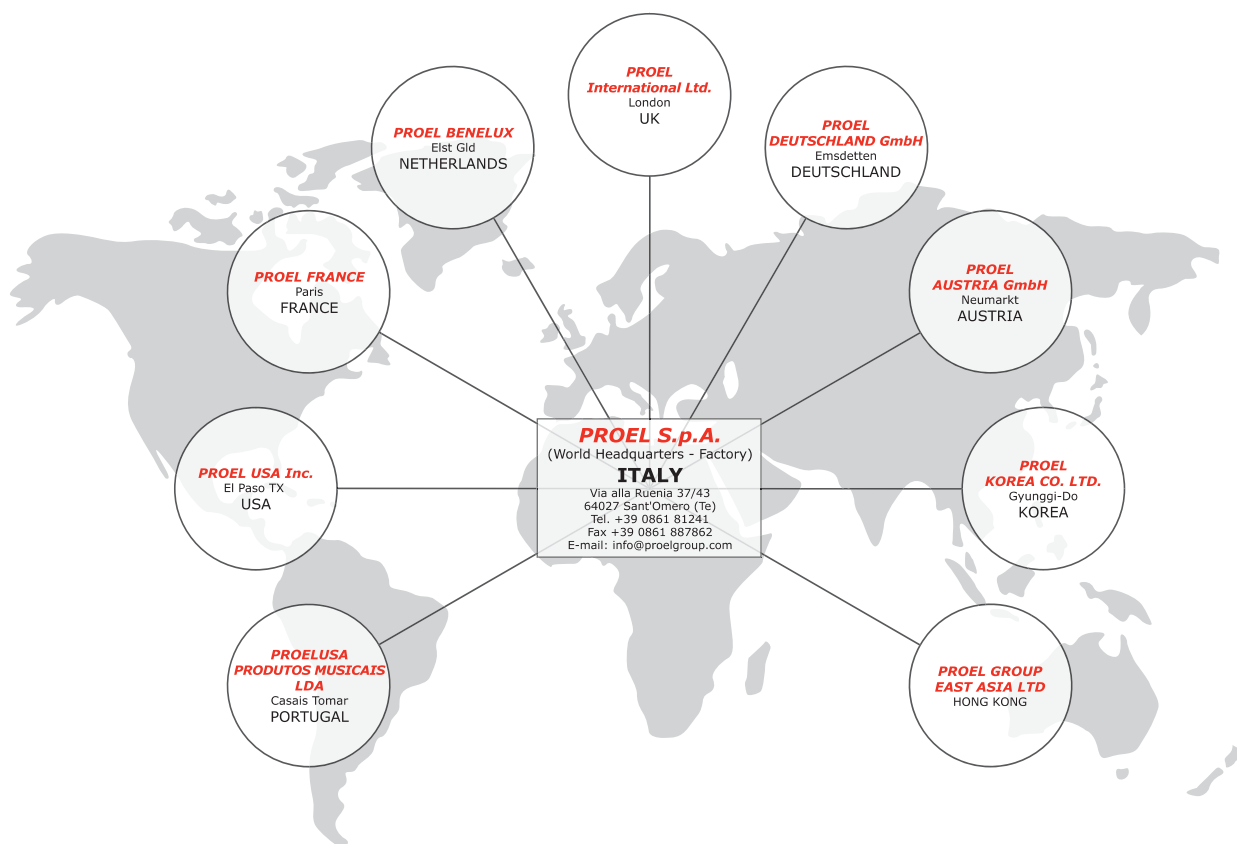 PROEL
International Ltd.
London
UK
PROEL BENELUX
Elst Gld
NETHERLANDS
PROEL
DEUTSCHLAND GmbH
Emsdetten
DEUTSCHLAND
PROEL FRANCE
Paris
FRANCE
PROEL
AUSTRIA GmbH
Neumarkt
AUSTRIA
PROEL USA Inc.
El Paso TX
USA
PROEL S.p.A.
(World Headquarters - Factory)
ITALY
Via alla Ruenia 37/43
64027 Sant'Omero (Te)
Tel. +39 0861 81241
Fax +39 0861 887862
E-mail: info@proelgroup.com
PROEL
KOREA CO. LTD.
Gyunggi-Do
KOREA
PROELUSA
PRODUTOS MUSICAIS
LDA
Casais Tomar
PORTUGAL
PROEL GROUP
EAST ASIA LTD
HONG KONG